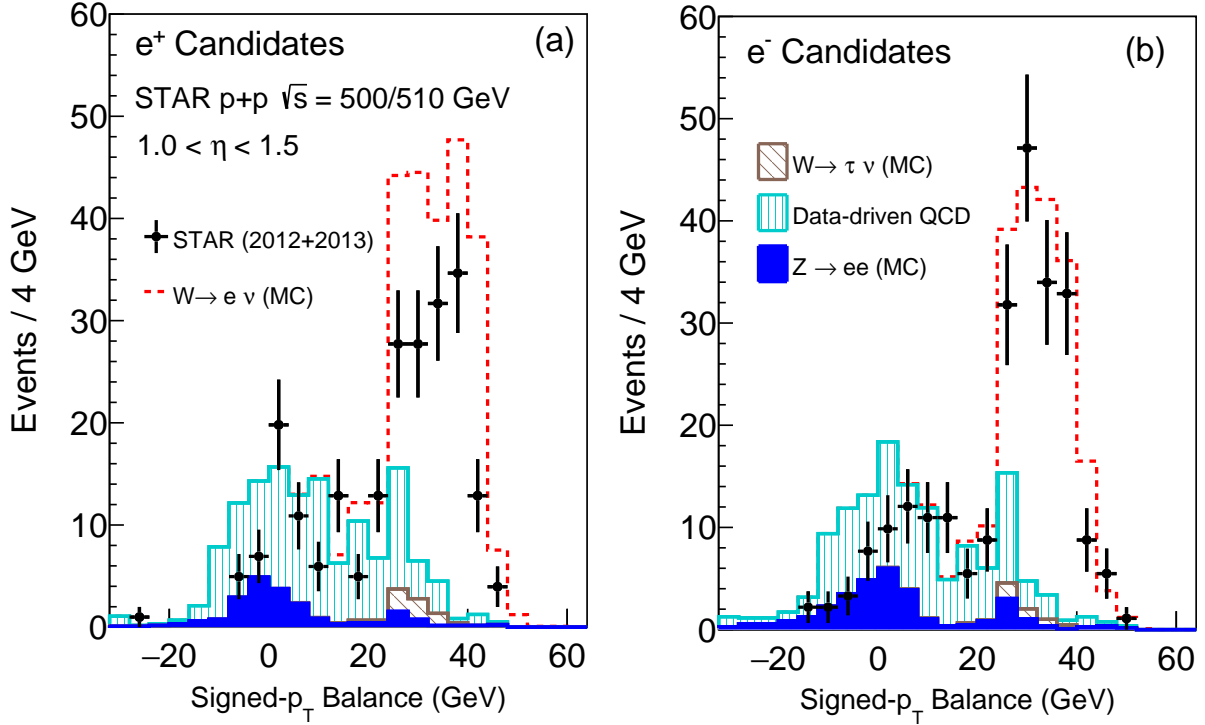 e⁺ Candidates
(a)
STAR p+p √s = 500/510 GeV
1.0 < η < 1.5
STAR (2012+2013)
W→ e ν (MC)
Events / 4 GeV
60
50
40
30
20
10
0
−20 0 20 40 60
Signed-p_T Balance (GeV)
e⁻ Candidates
(b)
W→ τ ν (MC)
Data-driven QCD
Z → ee (MC)
Events / 4 GeV
60
50
40
30
20
10
0
−20 0 20 40 60
Signed-p_T Balance (GeV)